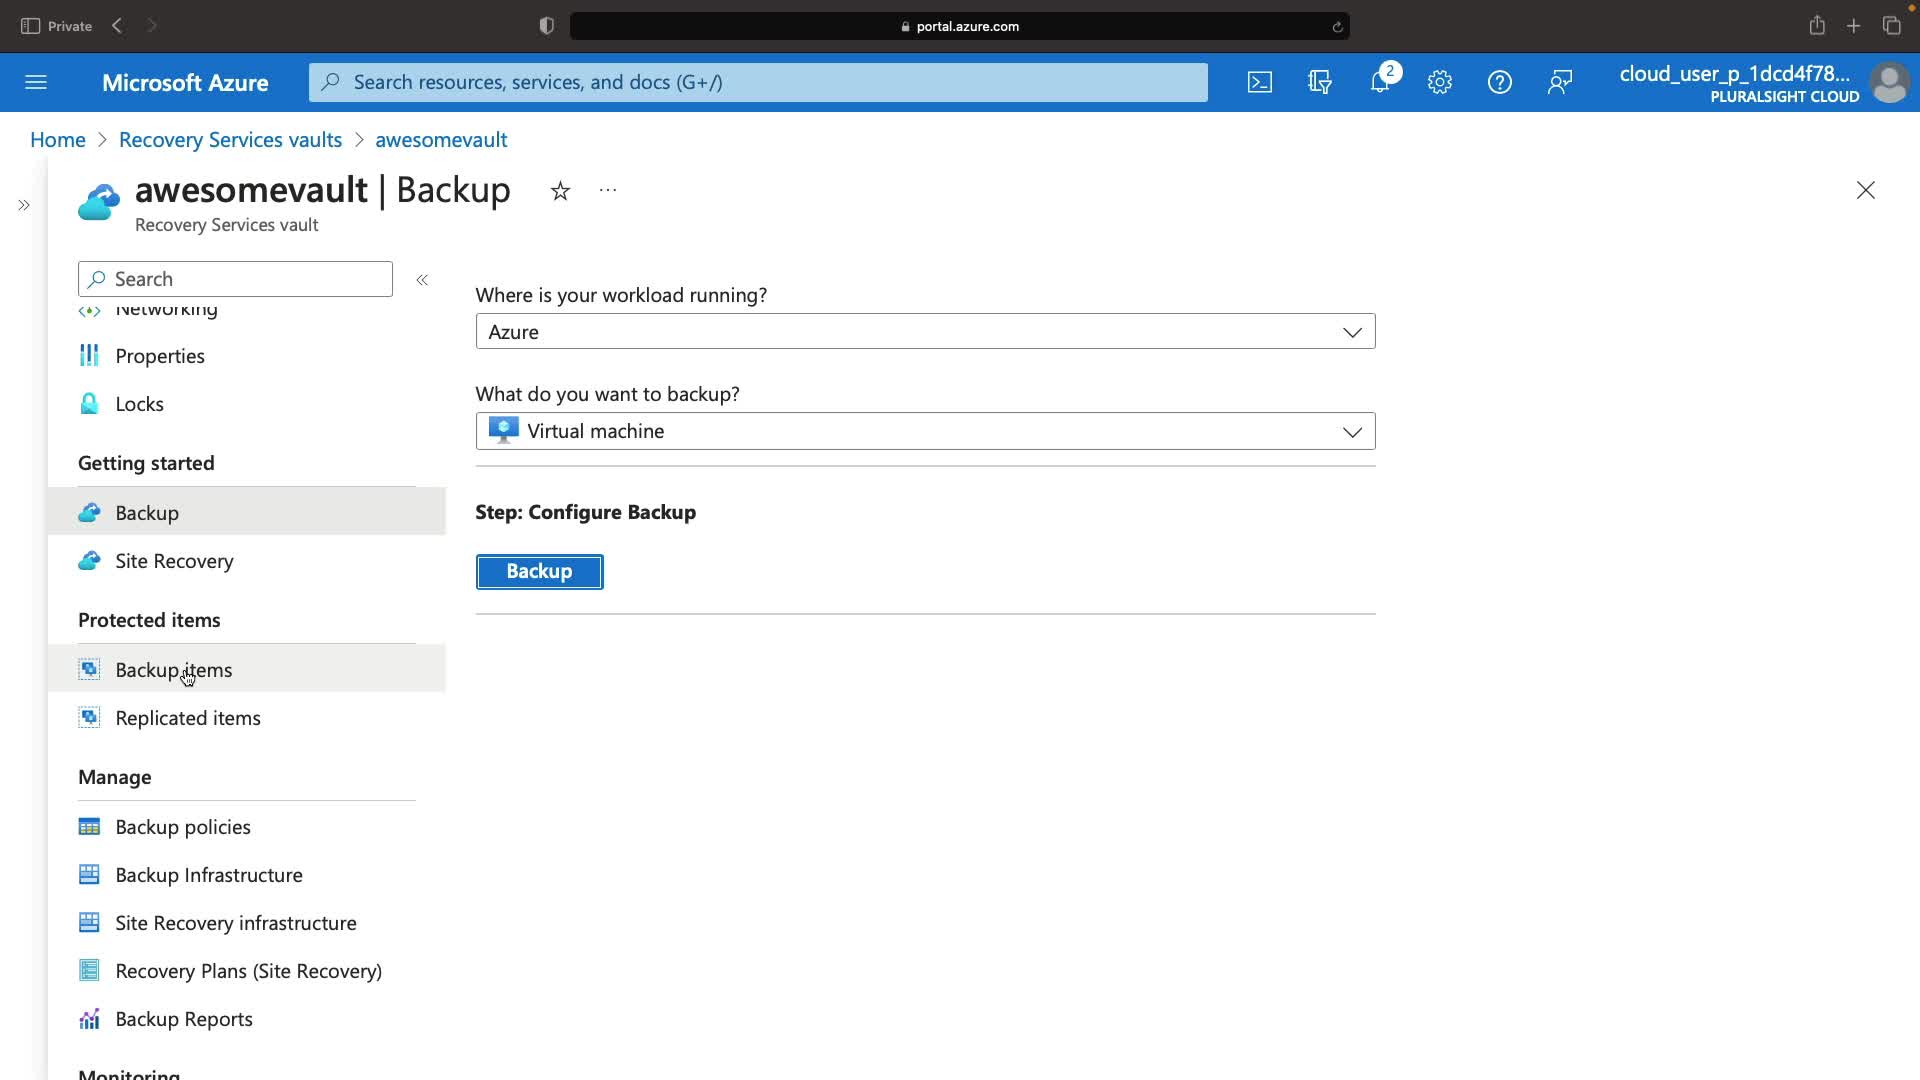 Private
portal.azure.com
Microsoft Azure
Search resources, services, and docs (G+/)
2
cloud_user_p_1dcd4f78...
PLURALSIGHT CLOUD
Home > Recovery Services vaults > awesomevault
awesomevault | Backup
Recovery Services vault
Search
Networking
Properties
Locks
Getting started
Backup
Site Recovery
Protected items
Backup items
Replicated items
Manage
Backup policies
Backup Infrastructure
Site Recovery infrastructure
Recovery Plans (Site Recovery)
Backup Reports
Monitoring
Where is your workload running?
Azure
What do you want to backup?
Virtual machine
Step: Configure Backup
Backup